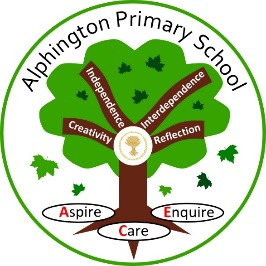 Alphington Primary School
Independence
Interdependence
Creativity
Reflection
Aspire
Enquire
Care